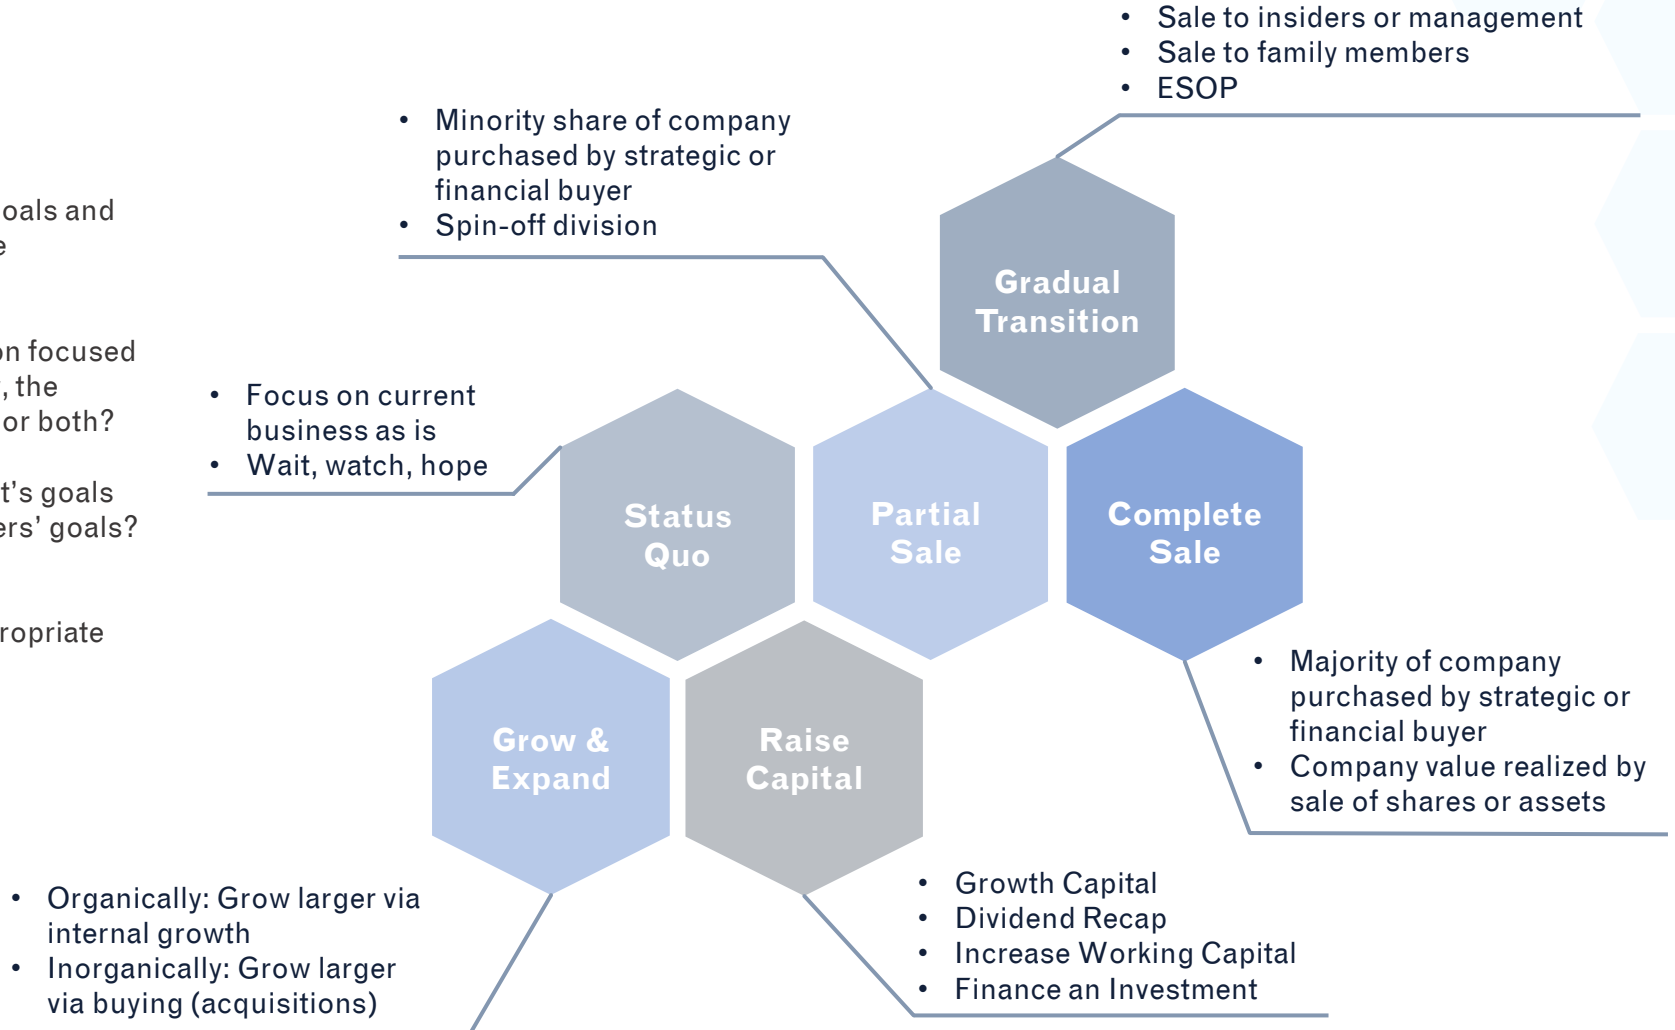 • Sale to insiders or management
• Sale to family members
• ESOP
• Minority share of company
purchased by strategic or
financial buyer
• Spin-off division
oals and
e
on focused
, the
or both?
t's goals
ers' goals?
ropriate
• Focus on current
business as is
• Wait, watch, hope
Gradual
Transition
Status
Quo
Partial
Sale
Complete
Sale
Grow &
Expand
Raise
Capital
• Majority of company
purchased by strategic or
financial buyer
• Company value realized by
sale of shares or assets
• Organically: Grow larger via
internal growth
• Inorganically: Grow larger
via buying (acquisitions)
• Growth Capital
• Dividend Recap
• Increase Working Capital
• Finance an Investment